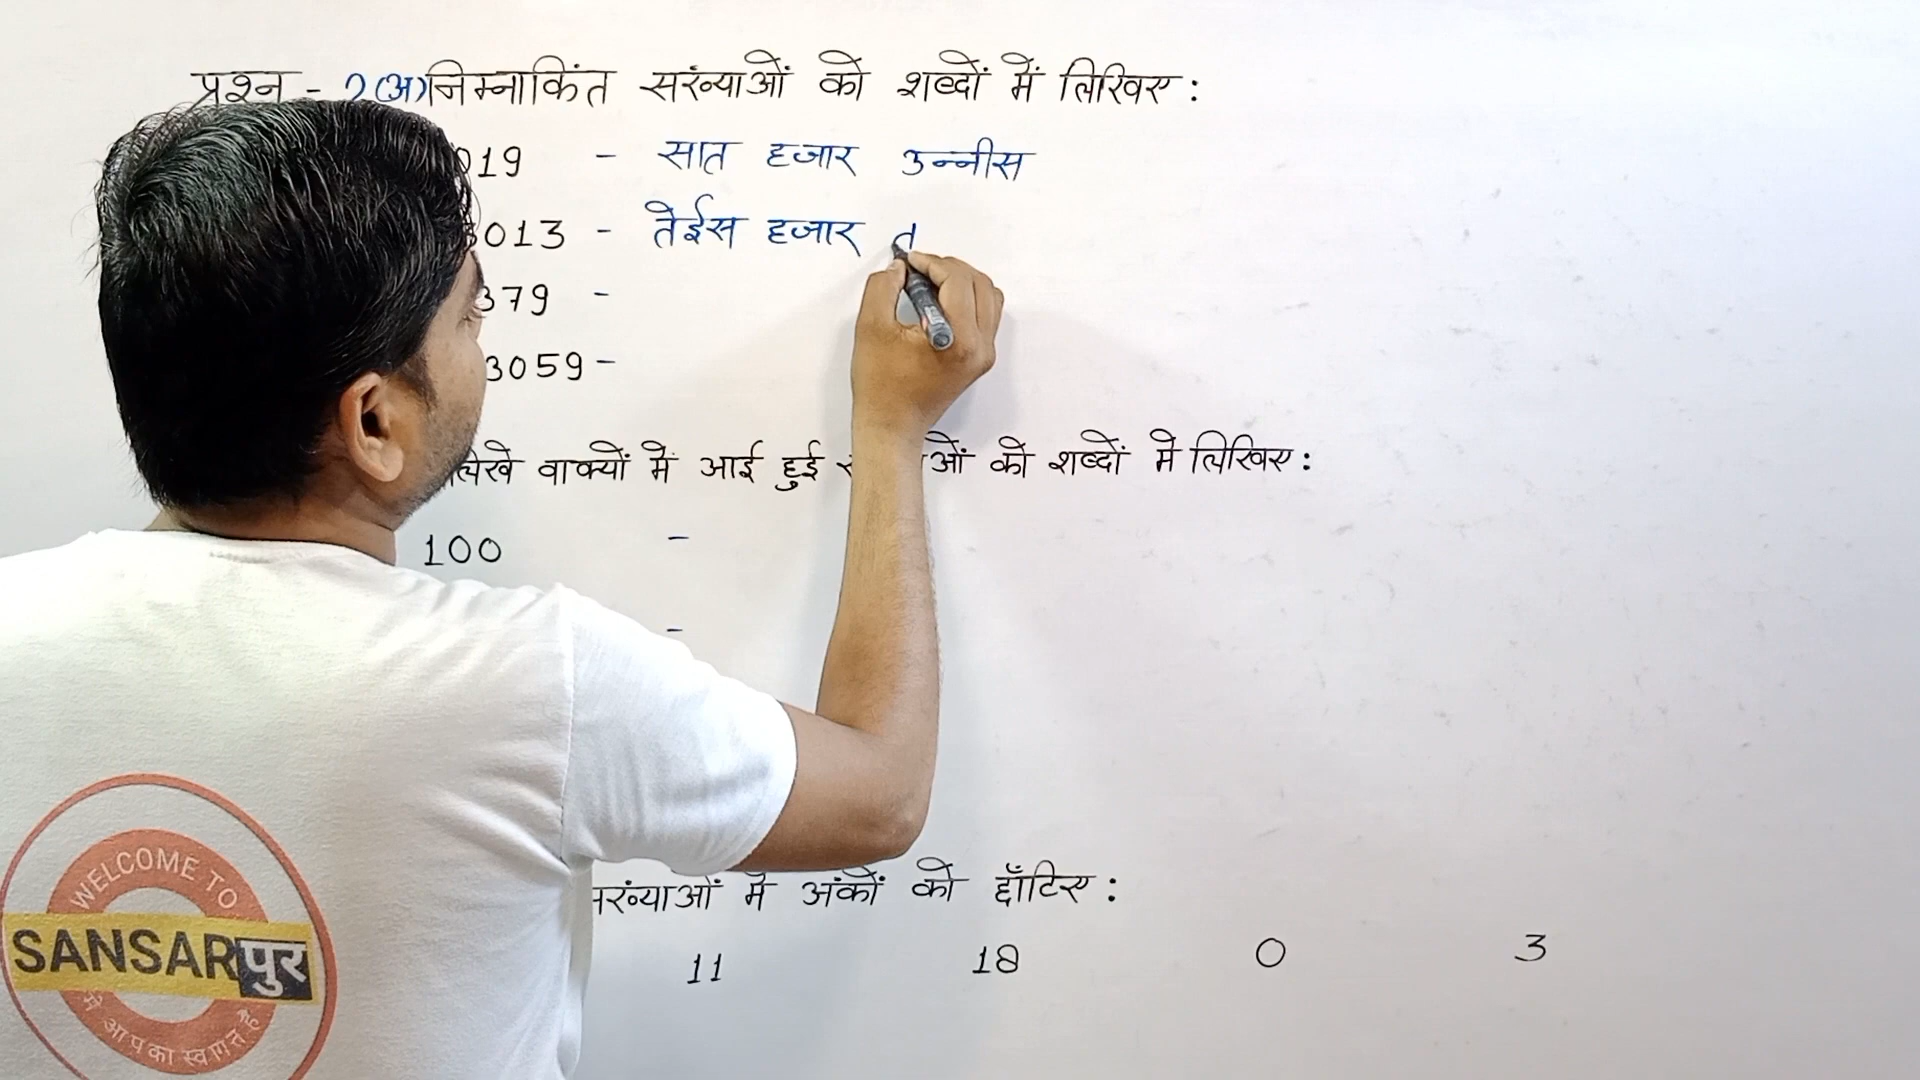 प्रश्न - 2(अ) निम्नाकिंत संख्याओं को शब्दों में लिखिए :
019 - सात हजार उन्नीस
3013 - तेईस हजार त
379 -
3059 -
लिखे वाक्यों में आई हुई ओं को शब्दों मे लिखिए :
100 -
-
संख्याओं में अंकों को छाँटिए :
11 18 0 3
WELCOME TO
SANSARपुर
में आपका स्वागत है